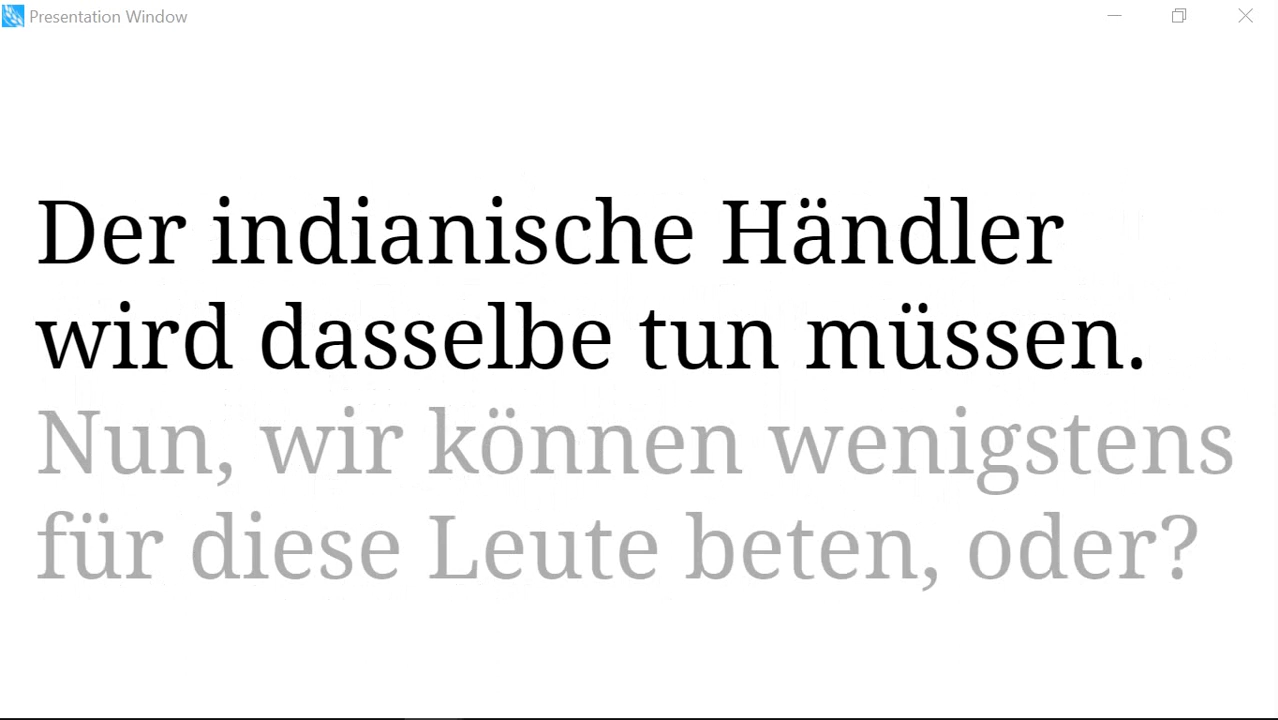 Presentation Window
Der indianische Händler
wird dasselbe tun müssen.
Nun, wir können wenigstens
für diese Leute beten, oder?